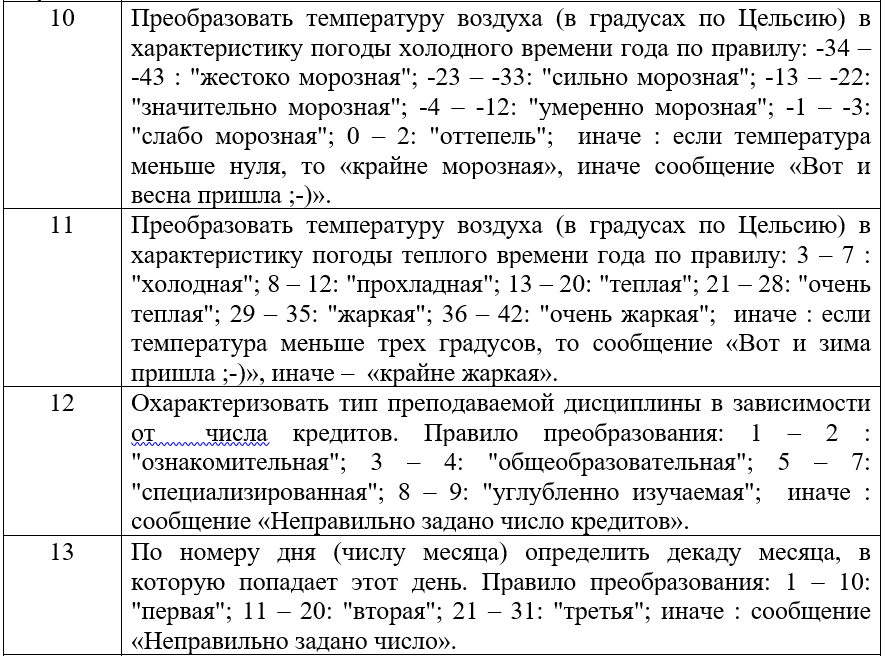 10
Преобразовать температуру воздуха (в градусах по Цельсию) в
характеристику погоды холодного времени года по правилу: -34 –
-43 : "жестоко морозная"; -23 – -33: "сильно морозная"; -13 – -22:
"значительно морозная"; -4 – -12: "умеренно морозная"; -1 – -3:
"слабо морозная"; 0 – 2: "оттепель"; иначе : если температура
меньше нуля, то «крайне морозная», иначе сообщение «Вот и
весна пришла ;-)».
11
Преобразовать температуру воздуха (в градусах по Цельсию) в
характеристику погоды теплого времени года по правилу: 3 – 7 :
"холодная"; 8 – 12: "прохладная"; 13 – 20: "теплая"; 21 – 28: "очень
теплая"; 29 – 35: "жаркая"; 36 – 42: "очень жаркая"; иначе : если
температура меньше трех градусов, то сообщение «Вот и зима
пришла ;-)», иначе – «крайне жаркая».
12
Охарактеризовать тип преподаваемой дисциплины в зависимости
от числа кредитов. Правило преобразования: 1 – 2 :
"ознакомительная"; 3 – 4: "общеобразовательная"; 5 – 7:
"специализированная"; 8 – 9: "углубленно изучаемая"; иначе :
сообщение «Неправильно задано число кредитов».
13
По номеру дня (числу месяца) определить декаду месяца, в
которую попадает этот день. Правило преобразования: 1 – 10:
"первая"; 11 – 20: "вторая"; 21 – 31: "третья"; иначе : сообщение
«Неправильно задано число».